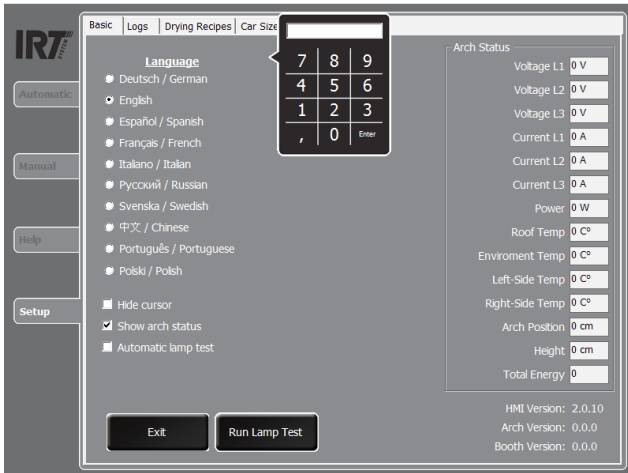 IRT
SYSTEM
Automatic
Manual
Help
Setup
Basic
Logs
Drying Recipes
Car Size
7 8 9
4 5 6
1 2 3
, 0 Enter
Language
Deutsch / German
English
Español / Spanish
Français / French
Italiano / Italian
Русский / Russian
Svenska / Swedish
中文 / Chinese
Português / Portuguese
Polski / Polish
Hide cursor
Show arch status
Automatic lamp test
Exit
Run Lamp Test
Arch Status
Voltage L1 0 V
Voltage L2 0 V
Voltage L3 0 V
Current L1 0 A
Current L2 0 A
Current L3 0 A
Power 0 W
Roof Temp 0 Cº
Enviroment Temp 0 Cº
Left-Side Temp 0 Cº
Right-Side Temp 0 Cº
Arch Position 0 cm
Height 0 cm
Total Energy 0
HMI Version: 2.0.10
Arch Version: 0.0.0
Booth Version: 0.0.0